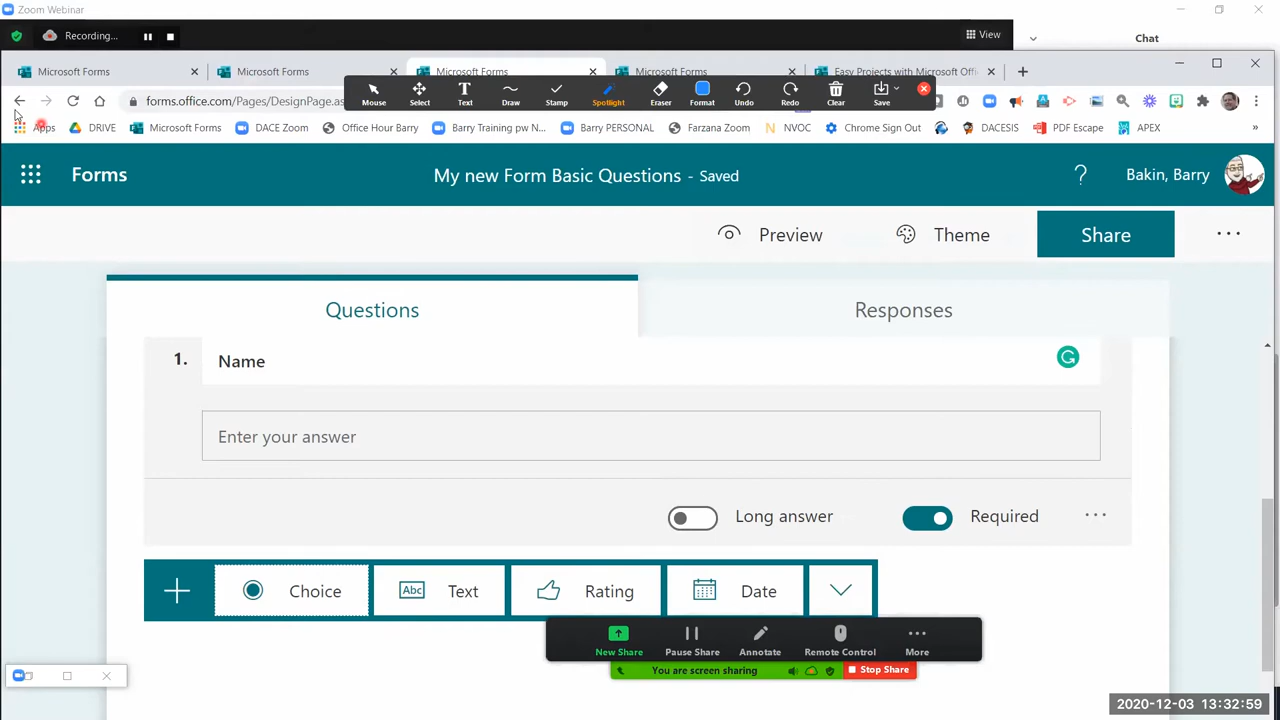 Zoom Webinar
Recording...
View
Chat
Microsoft Forms
Microsoft Forms
Microsoft Forms
Microsoft Forms
Easy Projects with Microsoft Offi
Mouse
Select
Text
Draw
Stamp
Spotlight
Eraser
Format
Undo
Redo
Clear
Save
forms.office.com/Pages/DesignPage.as
Apps
DRIVE
Microsoft Forms
DACE Zoom
Office Hour Barry
Barry Training pw N...
Barry PERSONAL
Farzana Zoom
NVOC
Chrome Sign Out
DACESIS
PDF Escape
APEX
Forms
My new Form Basic Questions - Saved
?
Bakin, Barry
Preview
Theme
Share
Questions
Responses
1.
Name
Enter your answer
Long answer
Required
Choice
Abc
Text
Rating
Date
New Share
Pause Share
Annotate
Remote Control
More
You are screen sharing
Stop Share
2020-12-03 13:32:59